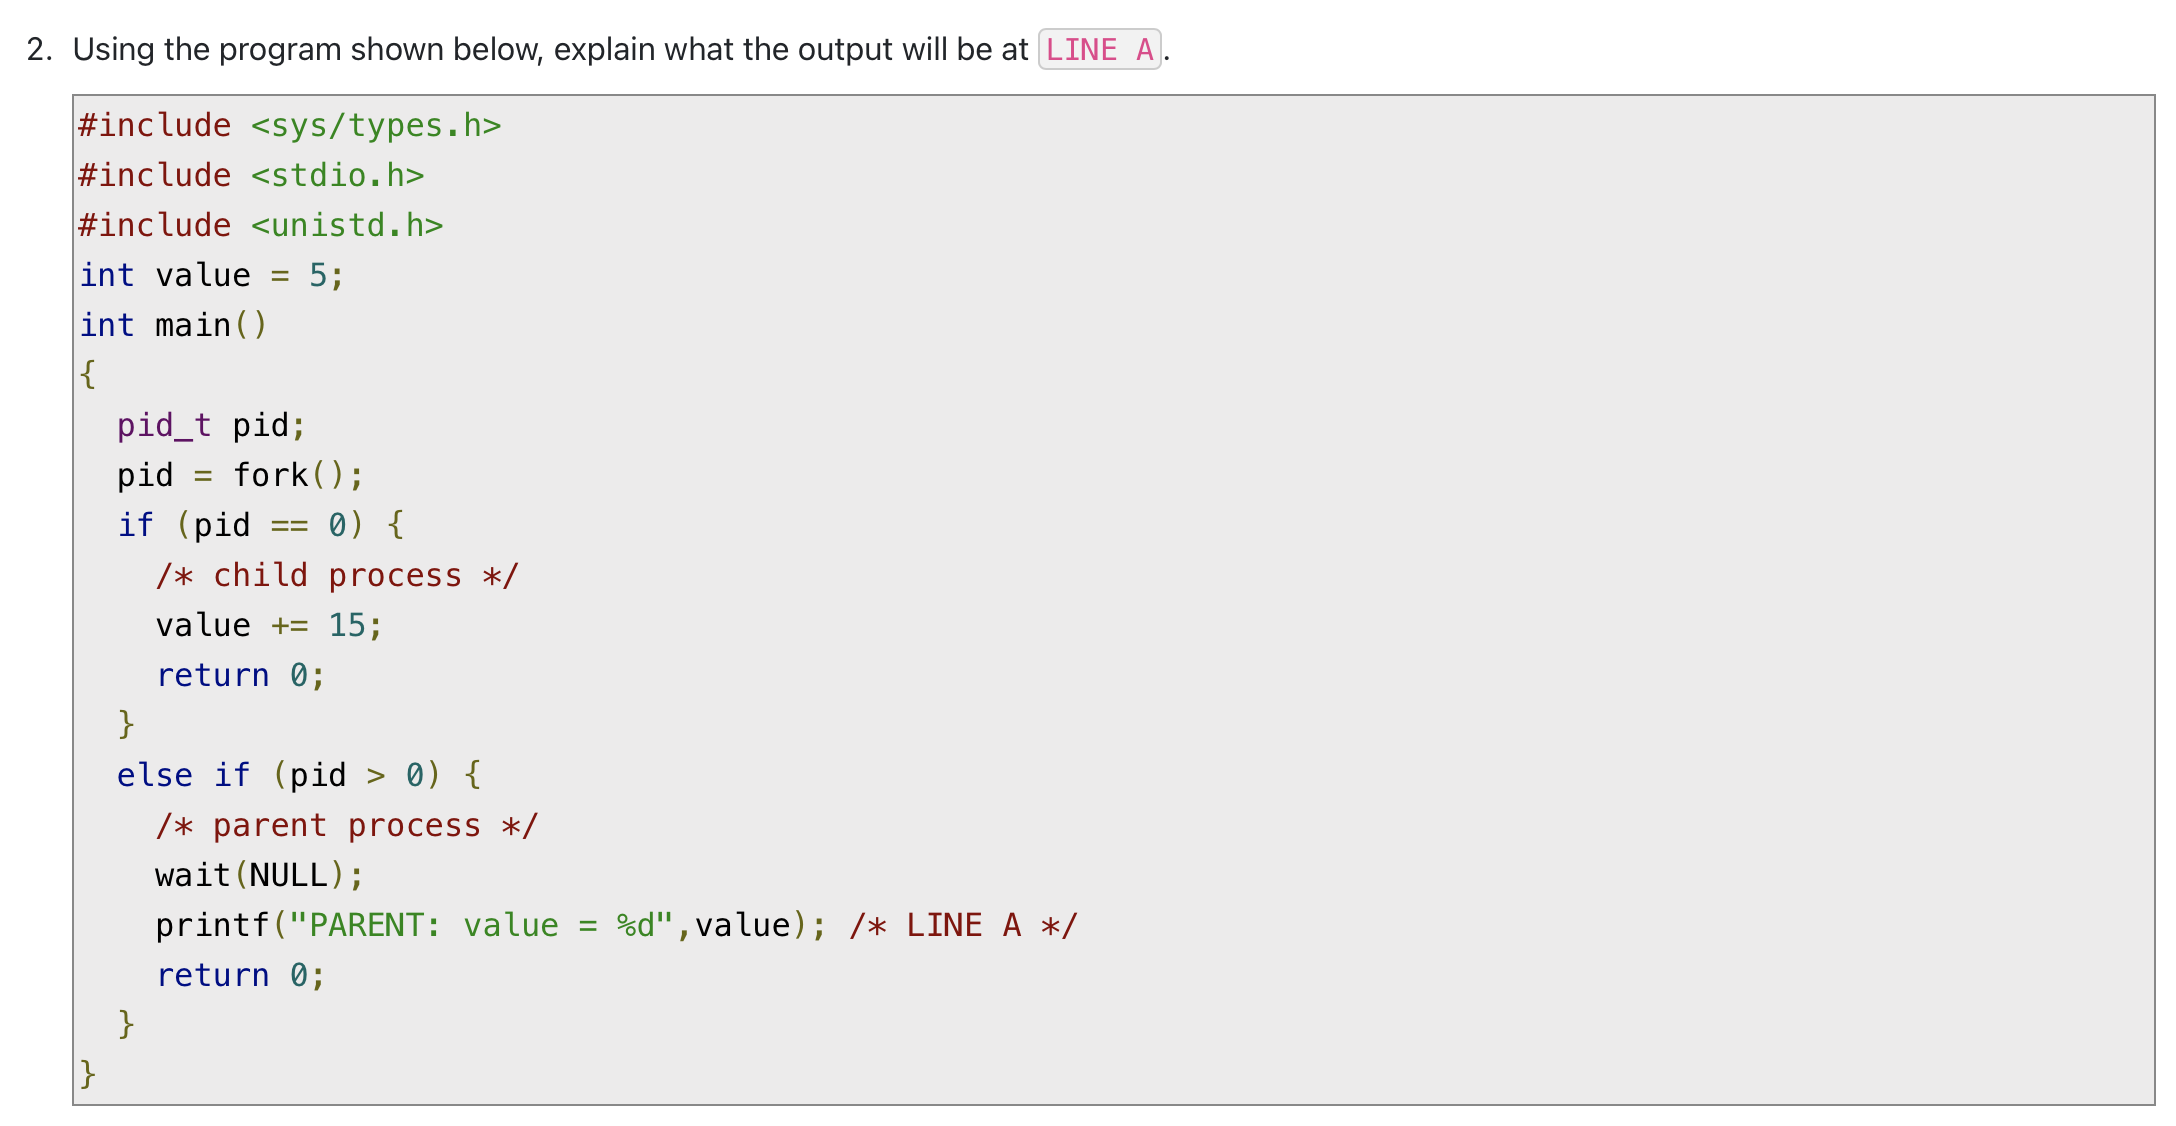 2. Using the program shown below, explain what the output will be at LINE A.
#include <sys/types.h>
#include <stdio.h>
#include <unistd.h>
int value = 5;
int main()
{
  pid_t pid;
  pid = fork();
  if (pid == 0) {
    /* child process */
    value += 15;
    return 0;
  }
  else if (pid > 0) {
    /* parent process */
    wait(NULL);
    printf("PARENT: value = %d",value); /* LINE A */
    return 0;
  }
}